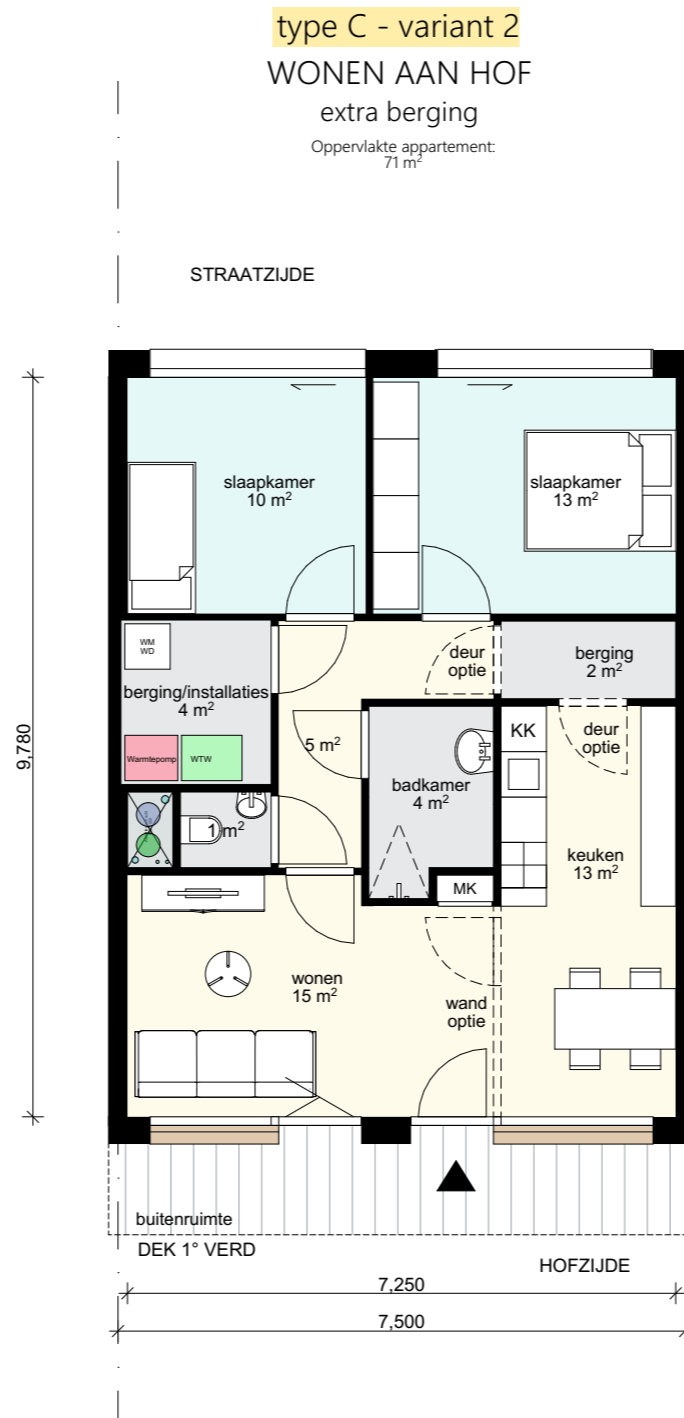 type C - variant 2
WONEN AAN HOF
extra berging
Oppervlakte appartement:
71 m²
STRAATZIJDE
slaapkamer
10 m²
slaapkamer
13 m²
WM
WD
deur
optie
berging
2 m²
berging/installaties
4 m²
5 m²
KK
deur
optie
Warmtepomp
WTW
badkamer
4 m²
9,780
1 m²
keuken
13 m²
MK
wonen
15 m²
wand
optie
buitenruimte
DEK 1° VERD
HOFZIJDE
7,250
7,500